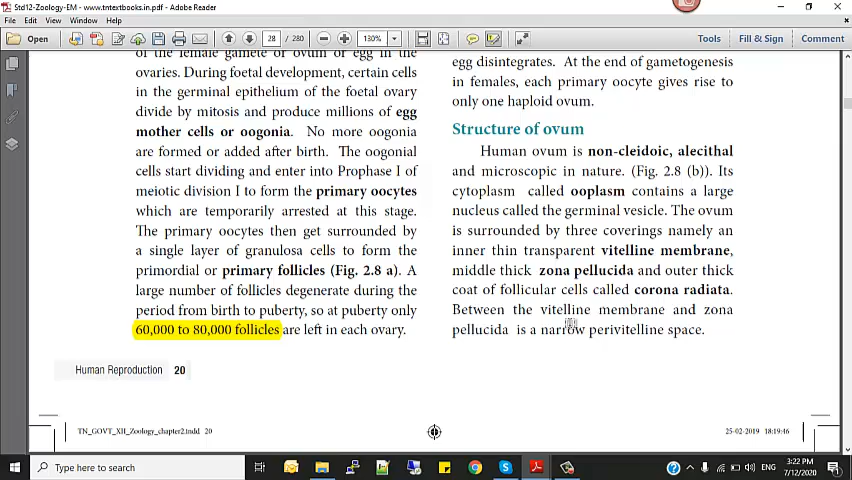 Std12-Zoology-EM - www.tntextbooks.in.pdf - Adobe Reader
File Edit View Window Help
Open
28 / 280
130%
Tools
Fill & Sign
Comment
of the female gamete or ovum or egg in the
ovaries. During foetal development, certain cells
in the germinal epithelium of the foetal ovary
divide by mitosis and produce millions of egg
mother cells or oogonia. No more oogonia
are formed or added after birth. The oogonial
cells start dividing and enter into Prophase I of
meiotic division I to form the primary oocytes
which are temporarily arrested at this stage.
The primary oocytes then get surrounded by
a single layer of granulosa cells to form the
primordial or primary follicles (Fig. 2.8 a). A
large number of follicles degenerate during the
period from birth to puberty, so at puberty only
60,000 to 80,000 follicles are left in each ovary.
egg disintegrates. At the end of gametogenesis
in females, each primary oocyte gives rise to
only one haploid ovum.
Structure of ovum
Human ovum is non-cleidoic, alecithal
and microscopic in nature. (Fig. 2.8 (b)). Its
cytoplasm called ooplasm contains a large
nucleus called the germinal vesicle. The ovum
is surrounded by three coverings namely an
inner thin transparent vitelline membrane,
middle thick zona pellucida and outer thick
coat of follicular cells called corona radiata.
Between the vitelline membrane and zona
pellucida is a narrow perivitelline space.
Human Reproduction 20
TN_GOVT_XII_Zoology_chapter2.indd 20
25-02-2019 18:19:46
Type here to search
ENG
3:22 PM
7/12/2020